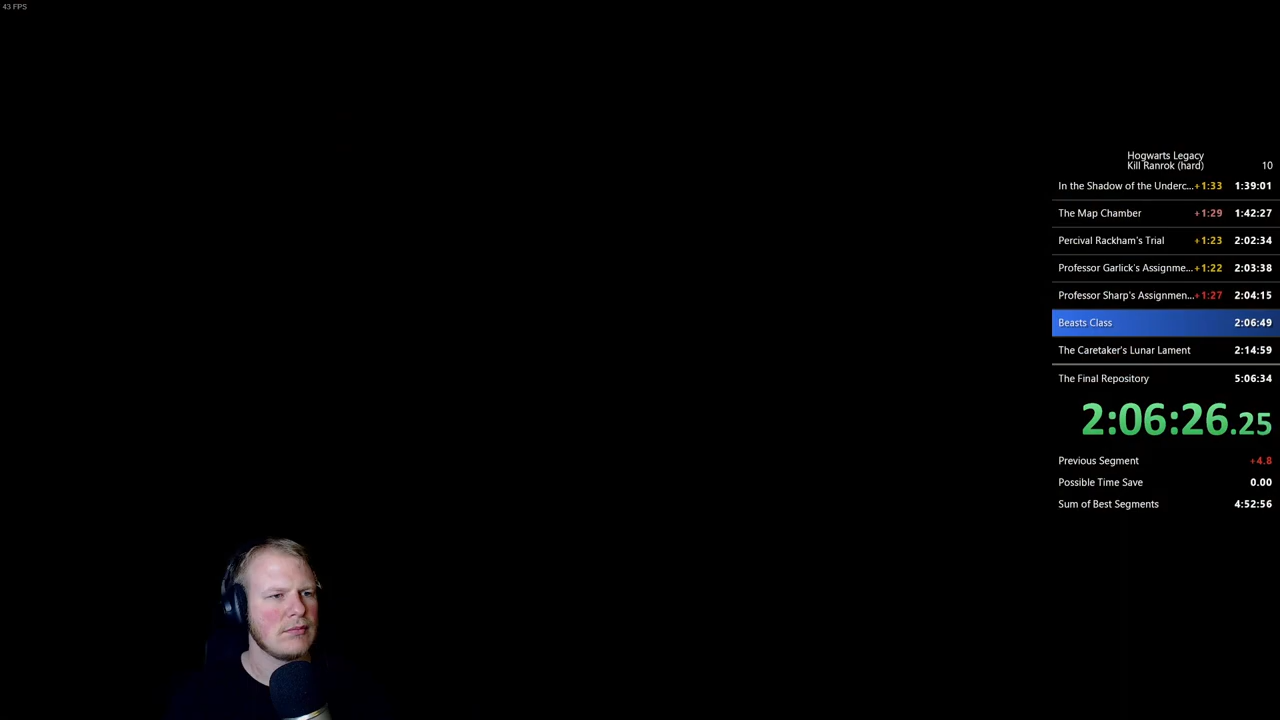 43 FPS
Hogwarts Legacy
Kill Ranrok (hard) 10
In the Shadow of the Underc... +1:33 1:39:01
The Map Chamber +1:29 1:42:27
Percival Rackham's Trial +1:23 2:02:34
Professor Garlick's Assignme... +1:22 2:03:38
Professor Sharp's Assignmen... +1:27 2:04:15
Beasts Class 2:06:49
The Caretaker's Lunar Lament 2:14:59
The Final Repository 5:06:34
2:06:26.25
Previous Segment +4.8
Possible Time Save 0.00
Sum of Best Segments 4:52:56